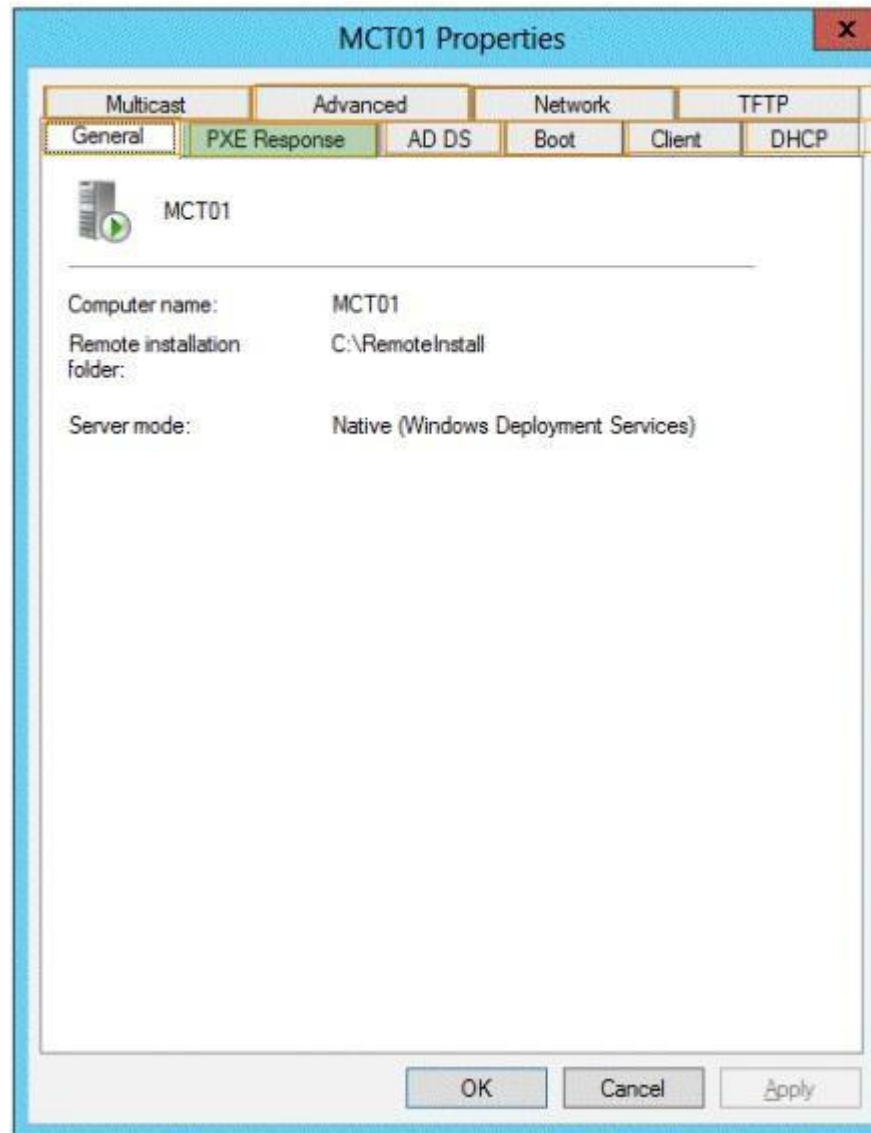 MCT01 Properties
x
Multicast Advanced Network TFTP
General PXE Response AD DS Boot Client DHCP
MCT01
Computer name: MCT01
Remote installation C:\RemoteInstall
folder:
Server mode: Native (Windows Deployment Services)
OK Cancel Apply